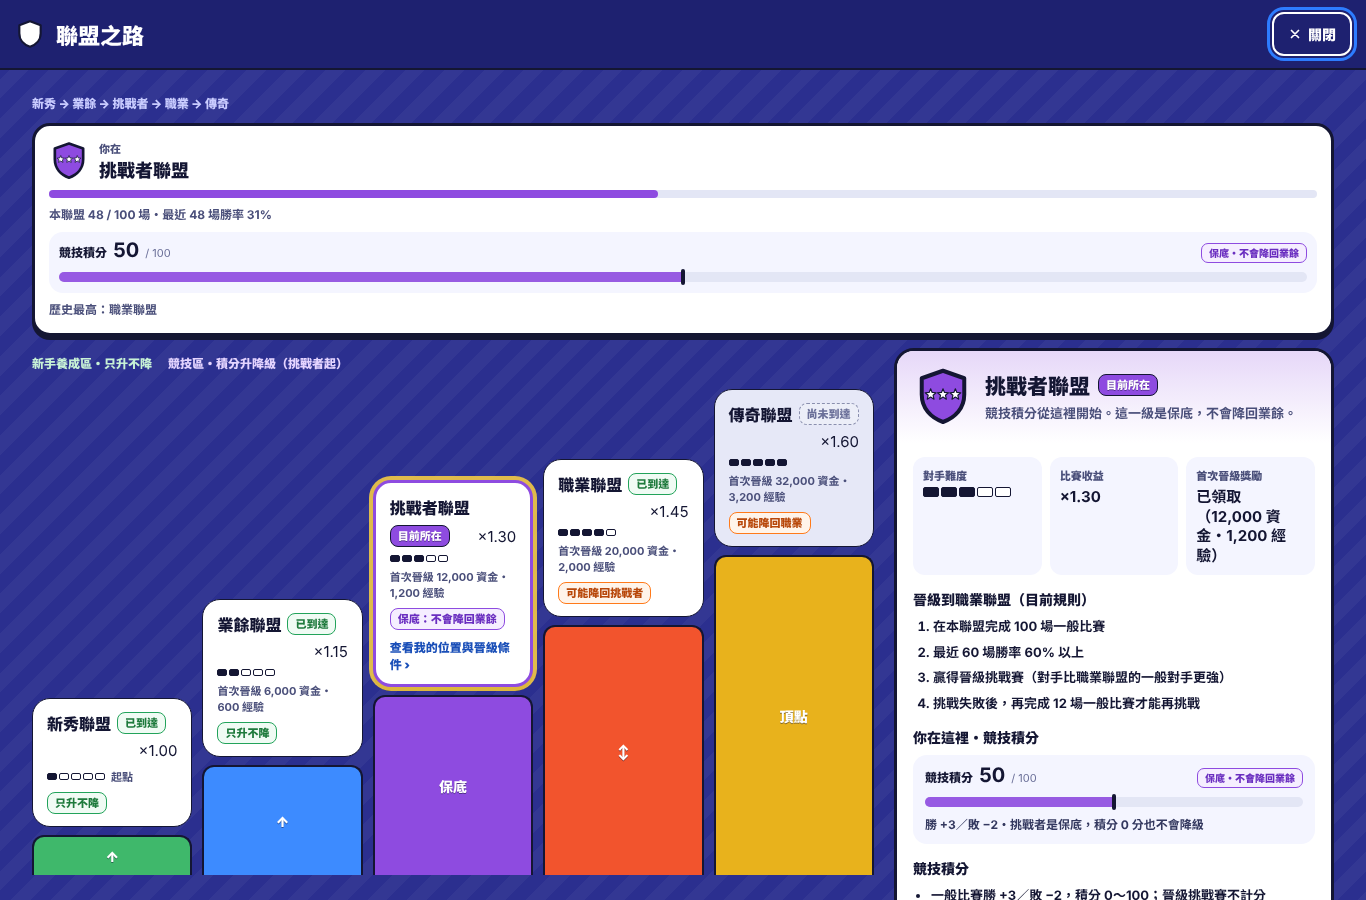 聯盟之路
× 關閉
新秀 → 業餘 → 挑戰者 → 職業 → 傳奇
你在
挑戰者聯盟
本聯盟 48 / 100 場・最近 48 場勝率 31%
競技積分 50 / 100
保底・不會降回業餘
歷史最高：職業聯盟
新手養成區・只升不降 競技區・積分升降級（挑戰者起）
新秀聯盟 已到達
×1.00
起點
只升不降
↑
業餘聯盟 已到達
×1.15
首次晉級 6,000 資金・
600 經驗
只升不降
↑
挑戰者聯盟
目前所在 ×1.30
首次晉級 12,000 資金・
1,200 經驗
保底：不會降回業餘
查看我的位置與晉級條
件 ›
保底
職業聯盟 已到達
×1.45
首次晉級 20,000 資金・
2,000 經驗
可能降回挑戰者
↕
傳奇聯盟 尚未到達
×1.60
首次晉級 32,000 資金・
3,200 經驗
可能降回職業
頂點
挑戰者聯盟 目前所在
競技積分從這裡開始。這一級是保底，不會降回業餘。
對手難度
比賽收益
×1.30
首次晉級獎勵
已領取
（12,000 資
金・1,200 經
驗）
晉級到職業聯盟（目前規則）
1. 在本聯盟完成 100 場一般比賽
2. 最近 60 場勝率 60% 以上
3. 贏得晉級挑戰賽（對手比職業聯盟的一般對手更強）
4. 挑戰失敗後，再完成 12 場一般比賽才能再挑戰
你在這裡・競技積分
競技積分 50 / 100
保底・不會降回業餘
勝 +3／敗 −2・挑戰者是保底，積分 0 分也不會降級
競技積分
• 一般比賽勝 +3／敗 −2，積分 0～100；晉級挑戰賽不計分